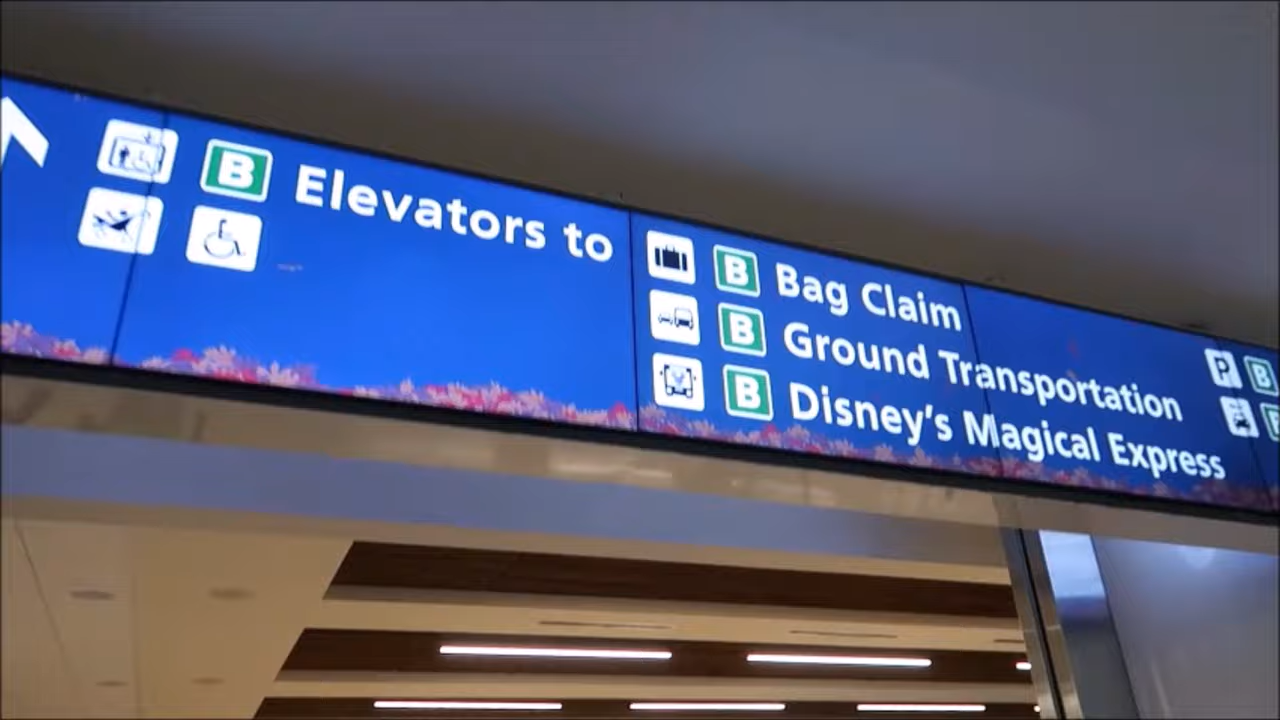 B Elevators to
B Bag Claim
B Ground Transportation
B Disney's Magical Express
P B